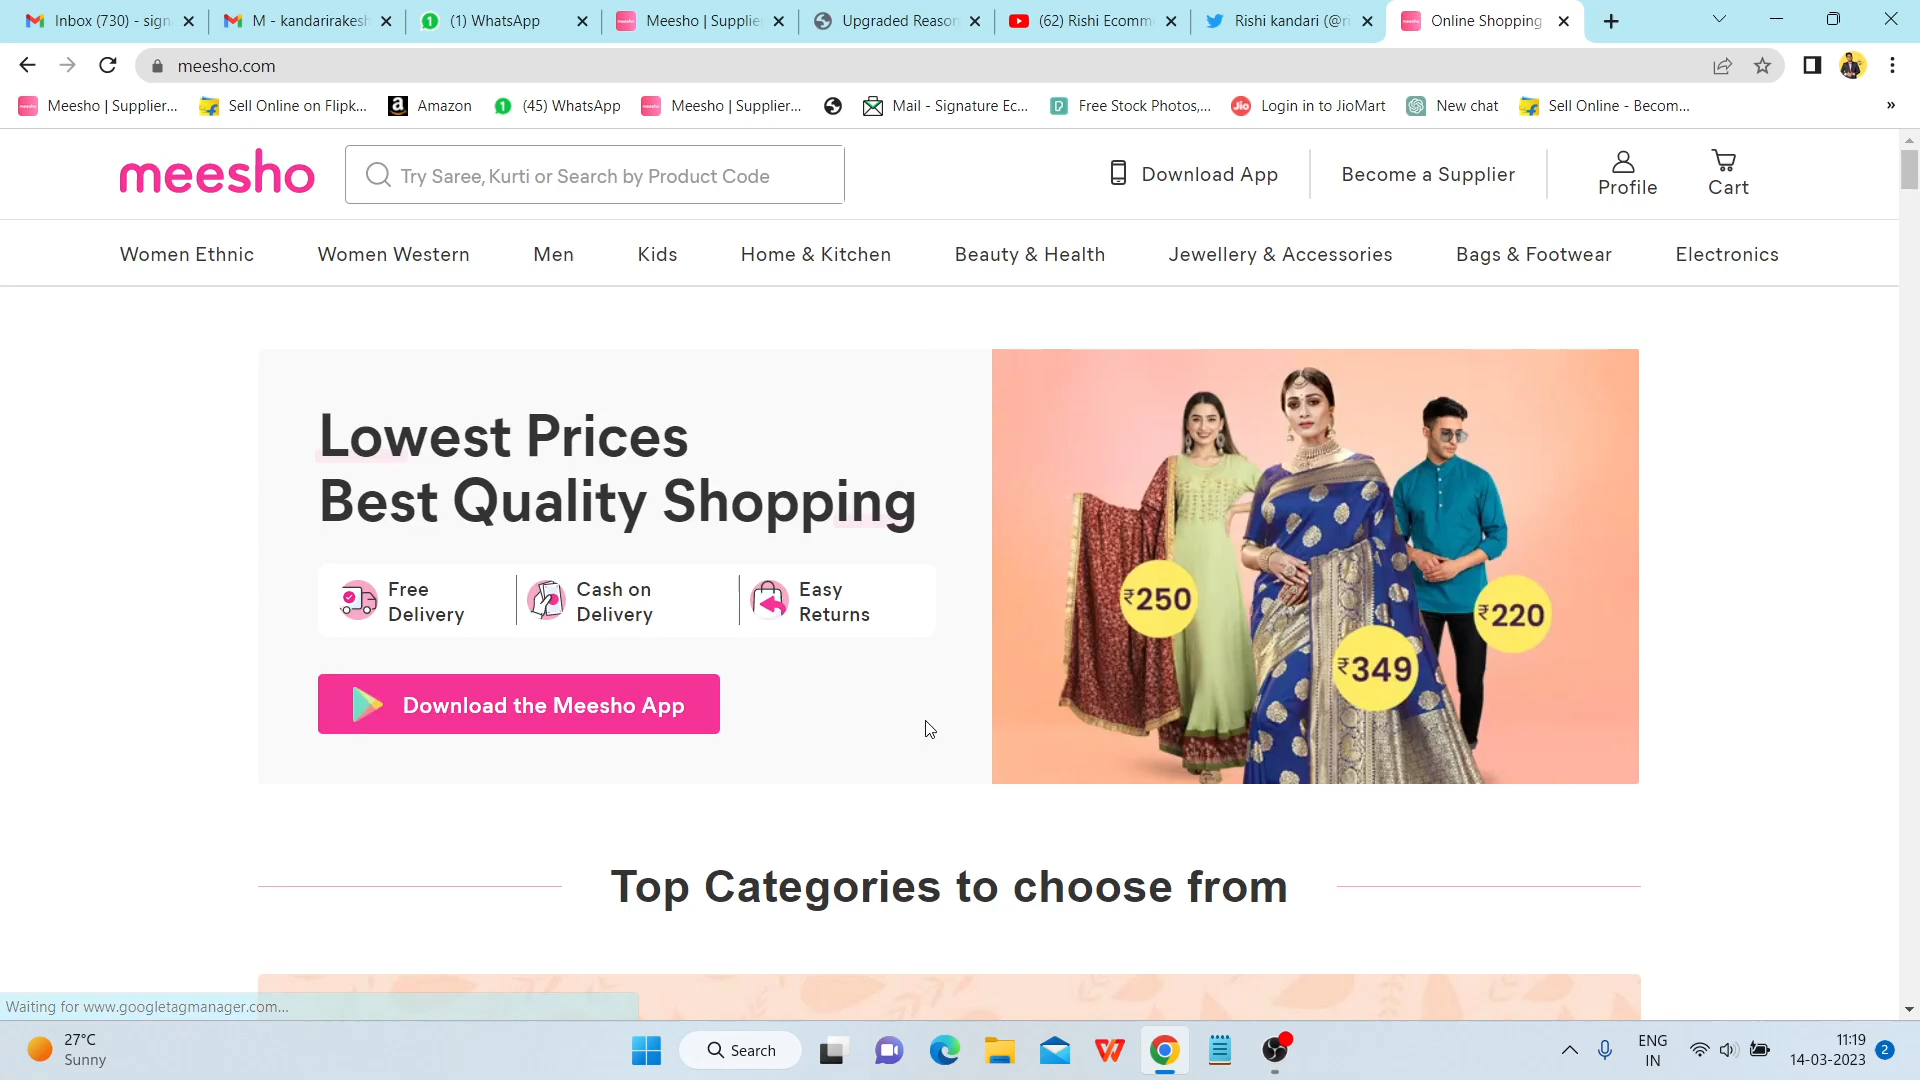 Inbox (730) - sign
M - kandarirakesh
(1) WhatsApp
Meesho | Supplie
Upgraded Reason
(62) Rishi Ecomm
Rishi kandari (@ri
Online Shopping
meesho.com
Meesho | Supplier...
Sell Online on Flipk...
Amazon
(45) WhatsApp
Meesho | Supplier...
Mail - Signature Ec...
Free Stock Photos,...
Login in to JioMart
New chat
Sell Online - Becom...
»
meesho
Try Saree, Kurti or Search by Product Code
Download App
Become a Supplier
Profile
Cart
Women Ethnic
Women Western
Men
Kids
Home & Kitchen
Beauty & Health
Jewellery & Accessories
Bags & Footwear
Electronics
Lowest Prices
Best Quality Shopping
Free
Delivery
Cash on
Delivery
Easy
Returns
Download the Meesho App
₹250
₹349
₹220
Top Categories to choose from
Waiting for www.googletagmanager.com...
27°C
Sunny
Search
ENG
IN
11:19
14-03-2023
2